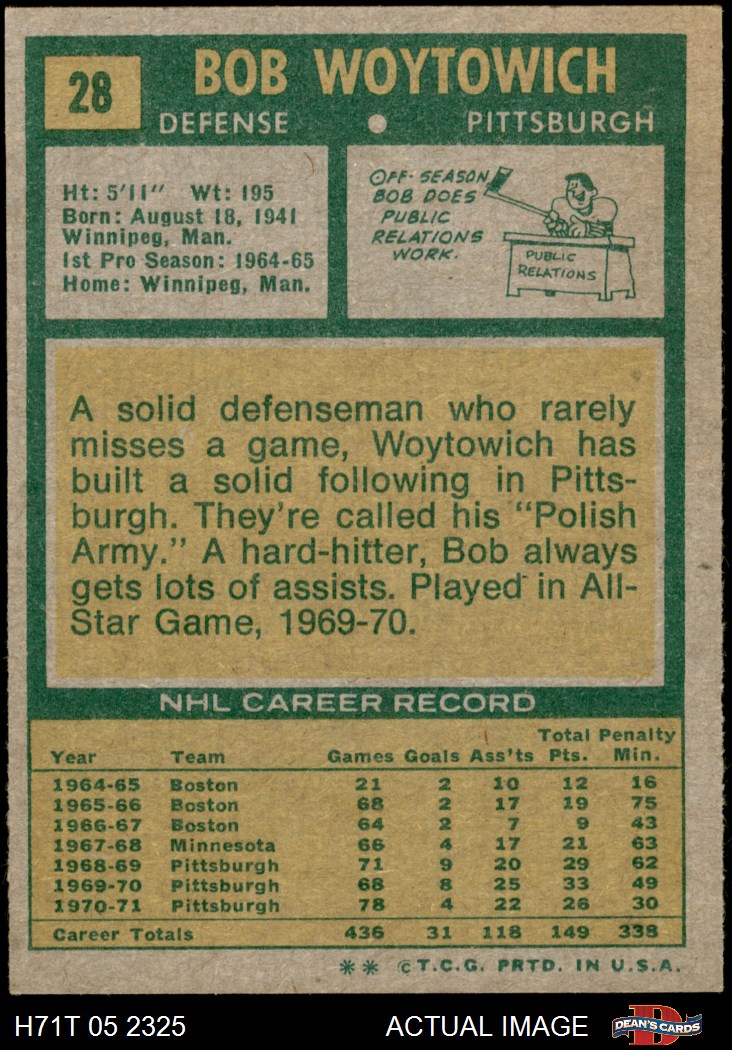 28
BOB WOYTOWICH
DEFENSE • PITTSBURGH
Ht: 5'11" Wt: 195
Born: August 18, 1941
Winnipeg, Man.
1st Pro Season: 1964-65
Home: Winnipeg, Man.
OFF-SEASON
BOB DOES
PUBLIC
RELATIONS
WORK.
PUBLIC
RELATIONS
A solid defenseman who rarely
misses a game, Woytowich has
built a solid following in Pitts-
burgh. They're called his "Polish
Army." A hard-hitter, Bob always
gets lots of assists. Played in All-
Star Game, 1969-70.
NHL CAREER RECORD
Total Penalty
Year Team Games Goals Ass'ts Pts. Min.
1964-65 Boston 21 2 10 12 16
1965-66 Boston 68 2 17 19 75
1966-67 Boston 64 2 7 9 43
1967-68 Minnesota 66 4 17 21 63
1968-69 Pittsburgh 71 9 20 29 62
1969-70 Pittsburgh 68 8 25 33 49
1970-71 Pittsburgh 78 4 22 26 30
Career Totals 436 31 118 149 338
** ©T.C.G. PRTD. IN U.S.A.
H71T 05 2325 ACTUAL IMAGE D DEAN'S CARDS